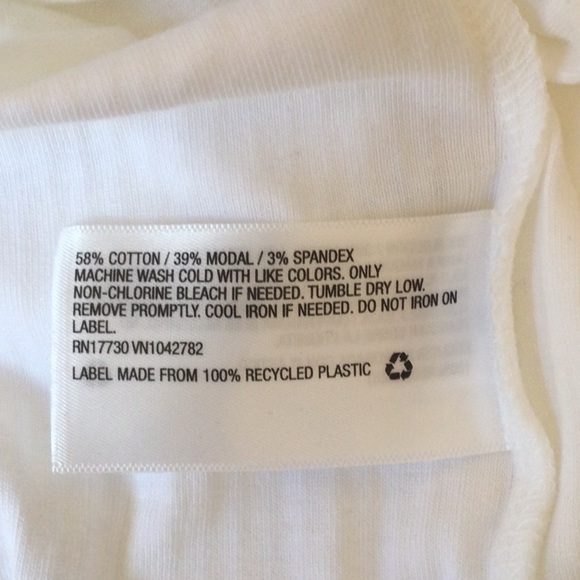 58% COTTON / 39% MODAL / 3% SPANDEX
MACHINE WASH COLD WITH LIKE COLORS. ONLY
NON-CHLORINE BLEACH IF NEEDED. TUMBLE DRY LOW.
REMOVE PROMPTLY. COOL IRON IF NEEDED. DO NOT IRON ON
LABEL.
RN17730 VN1042782
LABEL MADE FROM 100% RECYCLED PLASTIC